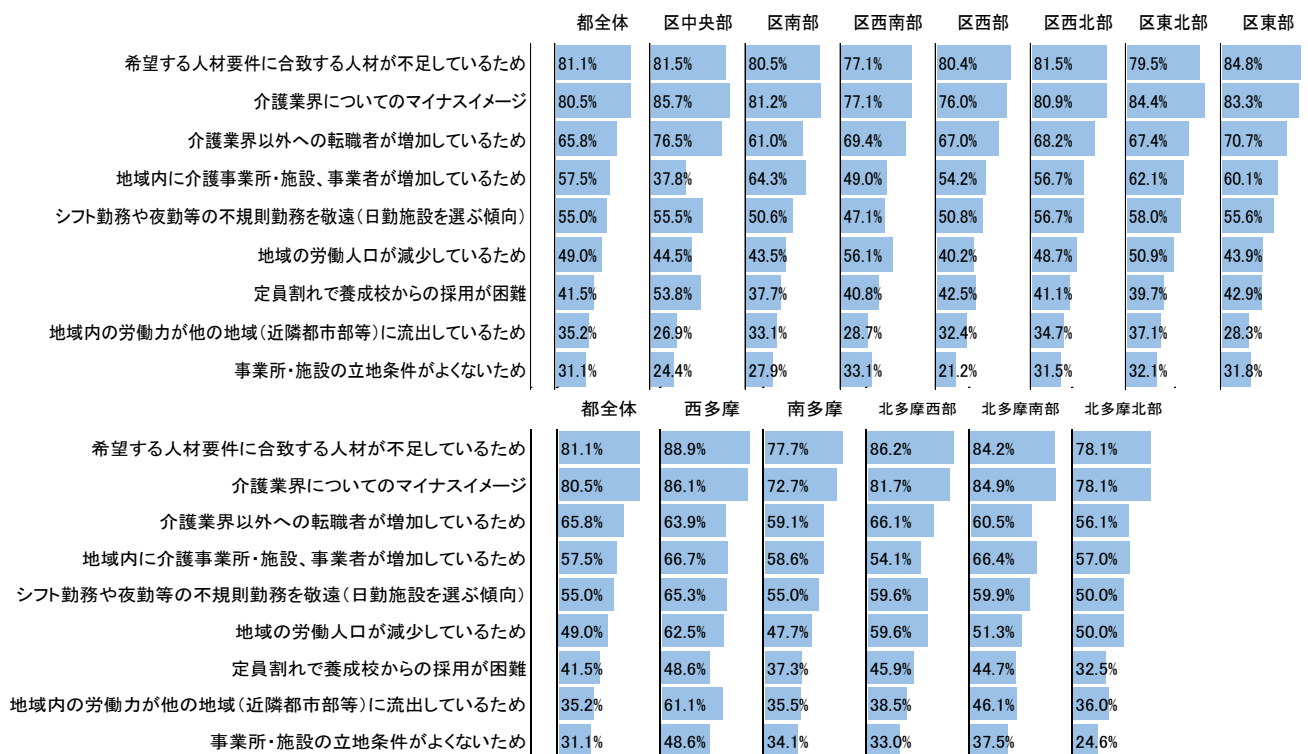 都全体 区中央部 区南部 区西南部 区西部 区西北部 区東北部 区東部
希望する人材要件に合致する人材が不足しているため 81.1% 81.5% 80.5% 77.1% 80.4% 81.5% 79.5% 84.8%
介護業界についてのマイナスイメージ 80.5% 85.7% 81.2% 77.1% 76.0% 80.9% 84.4% 83.3%
介護業界以外への転職者が増加しているため 65.8% 76.5% 61.0% 69.4% 67.0% 68.2% 67.4% 70.7%
地域内に介護事業所・施設、事業者が増加しているため 57.5% 37.8% 64.3% 49.0% 54.2% 56.7% 62.1% 60.1%
シフト勤務や夜勤等の不規則勤務を敬遠(日勤施設を選ぶ傾向) 55.0% 55.5% 50.6% 47.1% 50.8% 56.7% 58.0% 55.6%
地域の労働人口が減少しているため 49.0% 44.5% 43.5% 56.1% 40.2% 48.7% 50.9% 43.9%
定員割れで養成校からの採用が困難 41.5% 53.8% 37.7% 40.8% 42.5% 41.1% 39.7% 42.9%
地域内の労働力が他の地域(近隣都市部等)に流出しているため 35.2% 26.9% 33.1% 28.7% 32.4% 34.7% 37.1% 28.3%
事業所・施設の立地条件がよくないため 31.1% 24.4% 27.9% 33.1% 21.2% 31.5% 32.1% 31.8%
都全体 西多摩 南多摩 北多摩西部 北多摩南部 北多摩北部
希望する人材要件に合致する人材が不足しているため 81.1% 88.9% 77.7% 86.2% 84.2% 78.1%
介護業界についてのマイナスイメージ 80.5% 86.1% 72.7% 81.7% 84.9% 78.1%
介護業界以外への転職者が増加しているため 65.8% 63.9% 59.1% 66.1% 60.5% 56.1%
地域内に介護事業所・施設、事業者が増加しているため 57.5% 66.7% 58.6% 54.1% 66.4% 57.0%
シフト勤務や夜勤等の不規則勤務を敬遠(日勤施設を選ぶ傾向) 55.0% 65.3% 55.0% 59.6% 59.9% 50.0%
地域の労働人口が減少しているため 49.0% 62.5% 47.7% 59.6% 51.3% 50.0%
定員割れで養成校からの採用が困難 41.5% 48.6% 37.3% 45.9% 44.7% 32.5%
地域内の労働力が他の地域(近隣都市部等)に流出しているため 35.2% 61.1% 35.5% 38.5% 46.1% 36.0%
事業所・施設の立地条件がよくないため 31.1% 48.6% 34.1% 33.0% 37.5% 24.6%